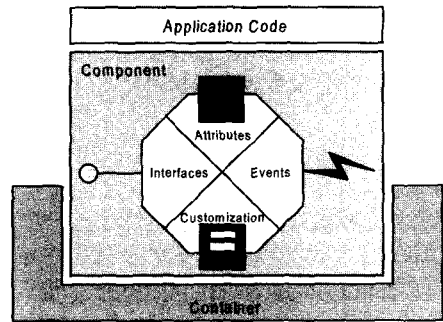 Application Code
Component
Attributes
Interfaces
Events
Customization
Container